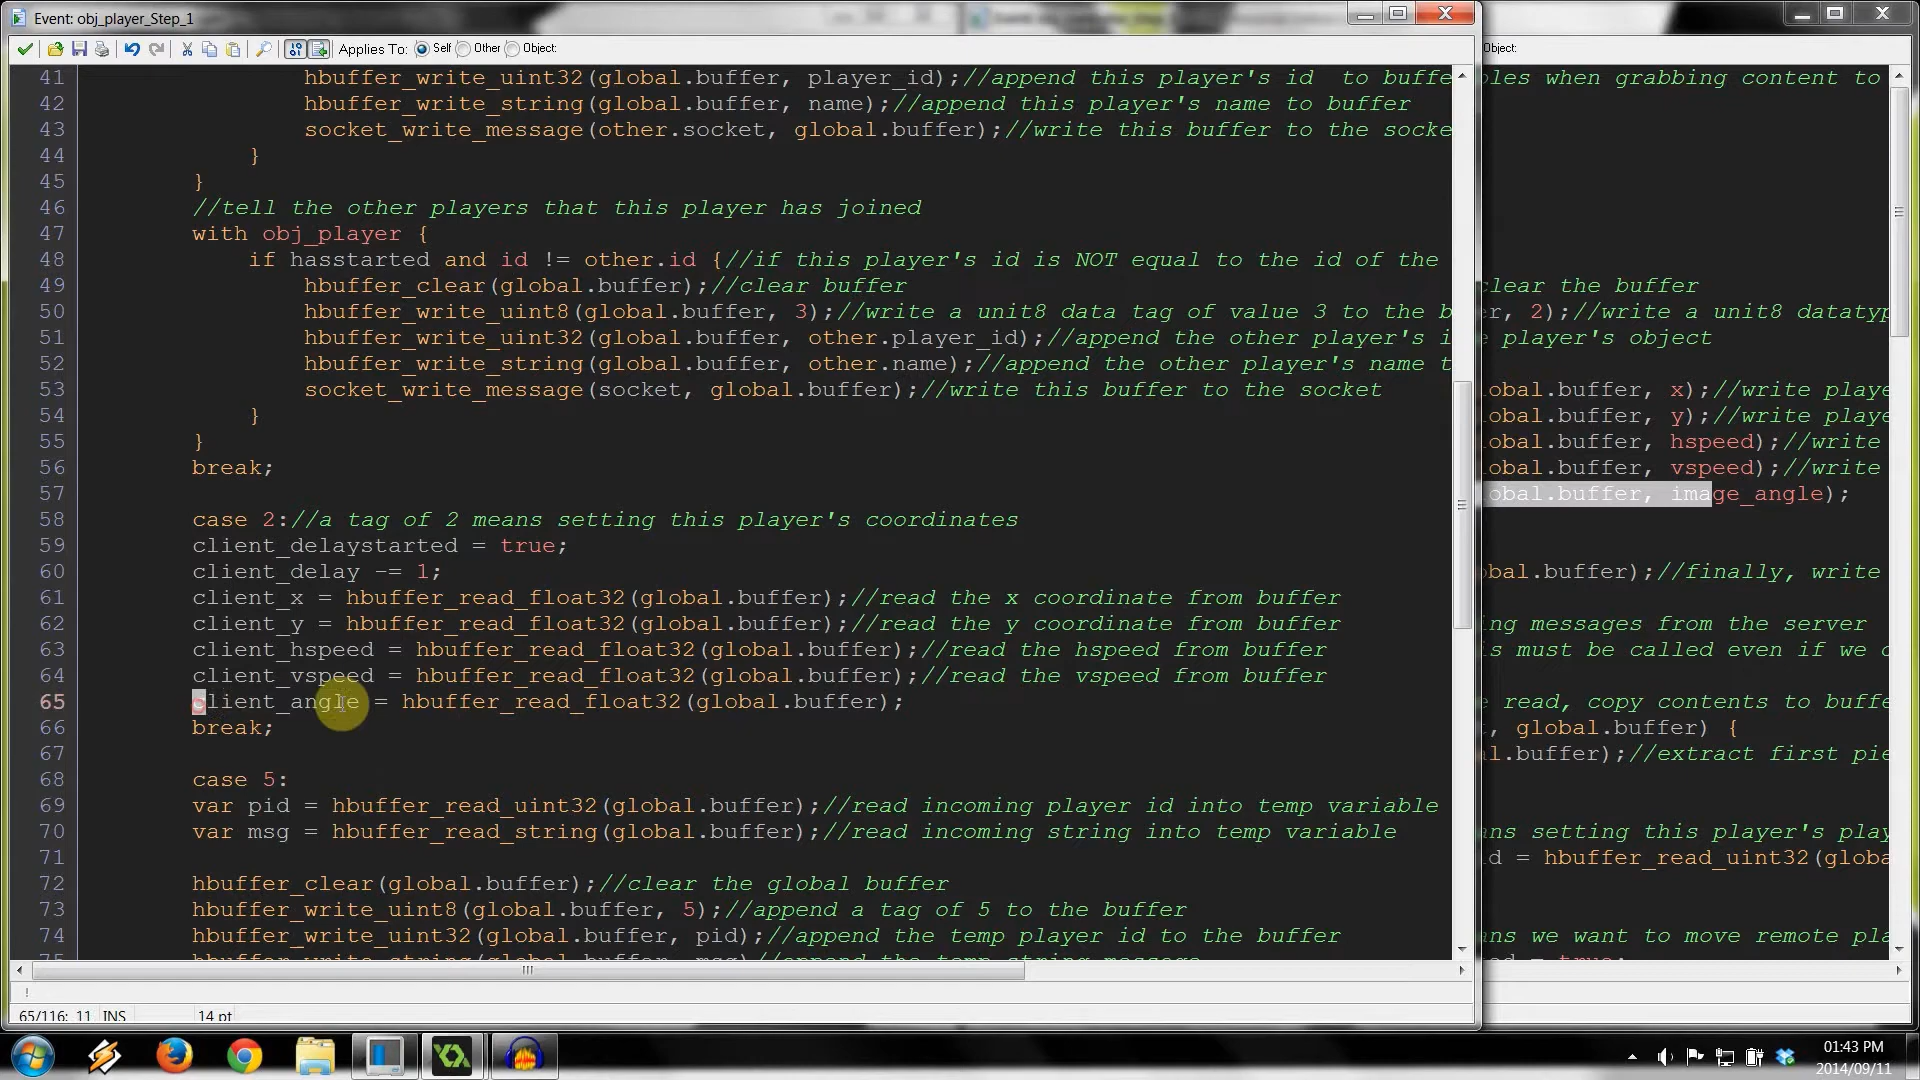 Event: obj_player_Step_1
Applies To: Self Other Object:
41 hbuffer_write_uint32(global.buffer, player_id);//append this player's id  to buffe
42 hbuffer_write_string(global.buffer, name);//append this player's name to buffer
43 socket_write_message(other.socket, global.buffer);//write this buffer to the socke
44 }
45 }
46 //tell the other players that this player has joined
47 with obj_player {
48 if hasstarted and id != other.id {//if this player's id is NOT equal to the id of the
49 hbuffer_clear(global.buffer);//clear buffer
50 hbuffer_write_uint8(global.buffer, 3);//write a unit8 data tag of value 3 to the b
51 hbuffer_write_uint32(global.buffer, other.player_id);//append the other player's i
52 hbuffer_write_string(global.buffer, other.name);//append the other player's name t
53 socket_write_message(socket, global.buffer);//write this buffer to the socket
54 }
55 }
56 break;
57
58 case 2://a tag of 2 means setting this player's coordinates
59 client_delaystarted = true;
60 client_delay -= 1;
61 client_x = hbuffer_read_float32(global.buffer);//read the x coordinate from buffer
62 client_y = hbuffer_read_float32(global.buffer);//read the y coordinate from buffer
63 client_hspeed = hbuffer_read_float32(global.buffer);//read the hspeed from buffer
64 client_vspeed = hbuffer_read_float32(global.buffer);//read the vspeed from buffer
65 client_angle = hbuffer_read_float32(global.buffer);
66 break;
67
68 case 5:
69 var pid = hbuffer_read_uint32(global.buffer);//read incoming player id into temp variable
70 var msg = hbuffer_read_string(global.buffer);//read incoming string into temp variable
71
72 hbuffer_clear(global.buffer);//clear the global buffer
73 hbuffer_write_uint8(global.buffer, 5);//append a tag of 5 to the buffer
74 hbuffer_write_uint32(global.buffer, pid);//append the temp player id to the buffer
65/116: 11 INS 14 pt
Object:
les when grabbing content to
clear the buffer
er, 2);//write a unit8 datatyp
e player's object
obal.buffer, x);//write playe
obal.buffer, y);//write playe
obal.buffer, hspeed);//write
obal.buffer, vspeed);//write
obal.buffer, image_angle);
obal.buffer);//finally, write
ng messages from the server
s must be called even if we c
e read, copy contents to buffe
, global.buffer) {
al.buffer);//extract first pie
ans setting this player's play
d = hbuffer_read_uint32(globa
ans we want to move remote pla
01:43 PM
2014/09/11